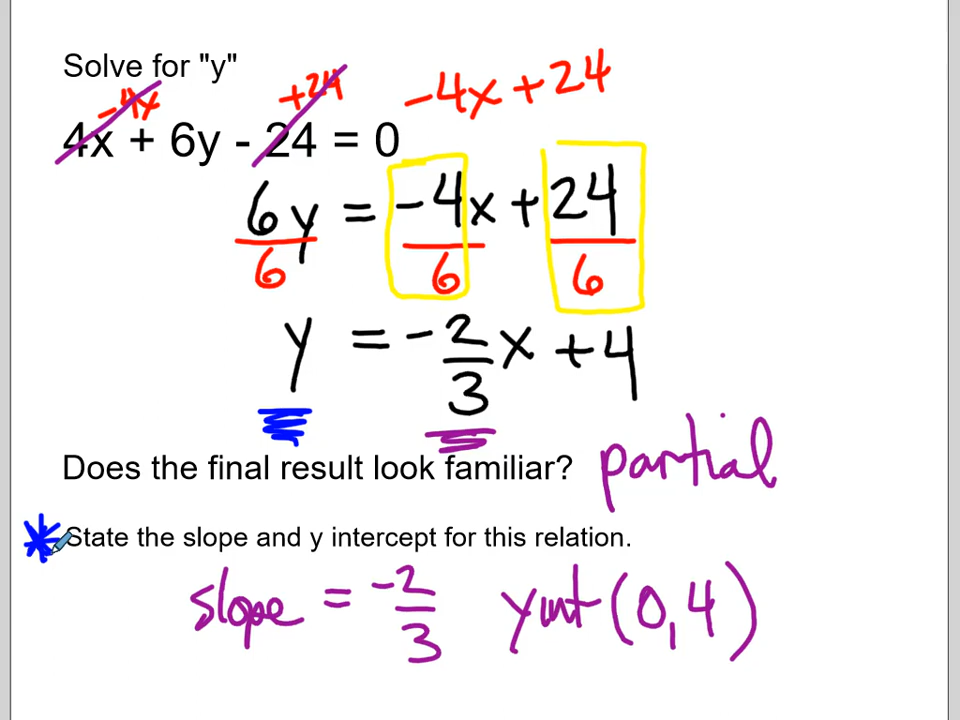 Solve for "y"
-4x +24
4x + 6y - 24 = 0 -4x + 24
6y = -4x + 24
6 6 6
y = -2/3 x + 4
Does the final result look familiar? partial
State the slope and y intercept for this relation.
slope = -2/3 yint (0,4)